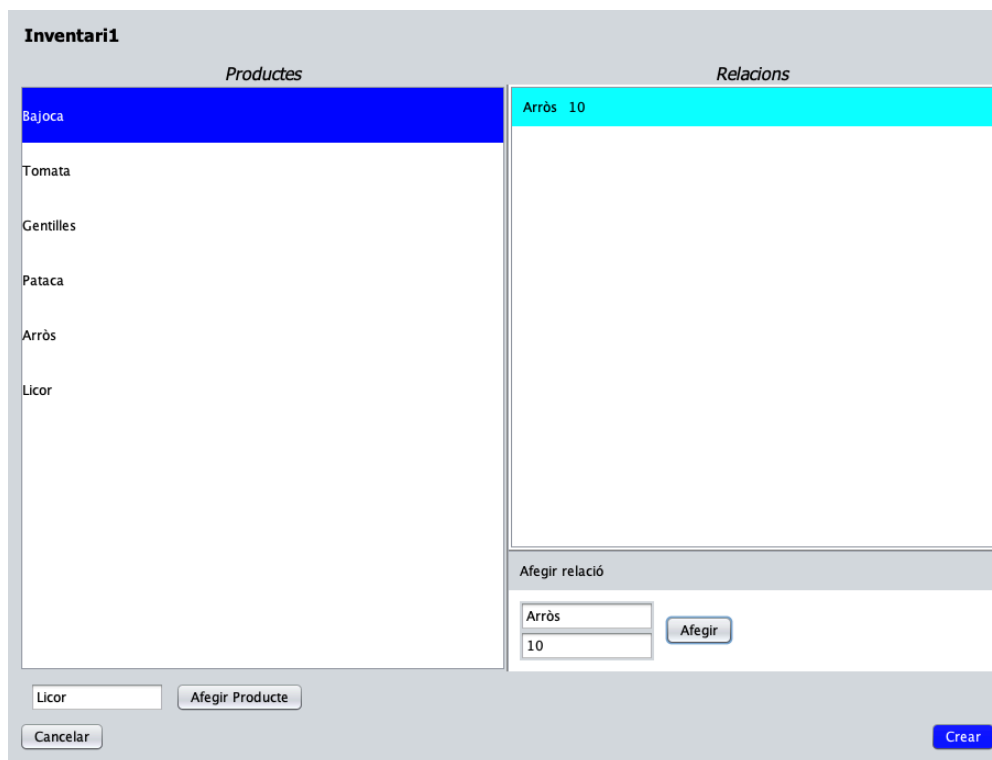 Inventari1
Productes
Relacions
Bajoca
Tomata
Gentilles
Pataca
Arròs
Licor
Arròs 10
Afegir relació
Arròs
10
Afegir
Licor
Afegir Producte
Cancelar
Crear